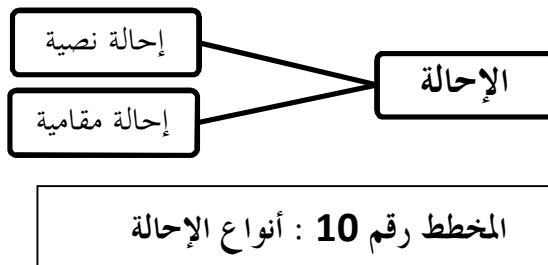 الإحالة
إحالة نصية
إحالة مقامية
المخطط رقم 10 : أنواع الإحالة